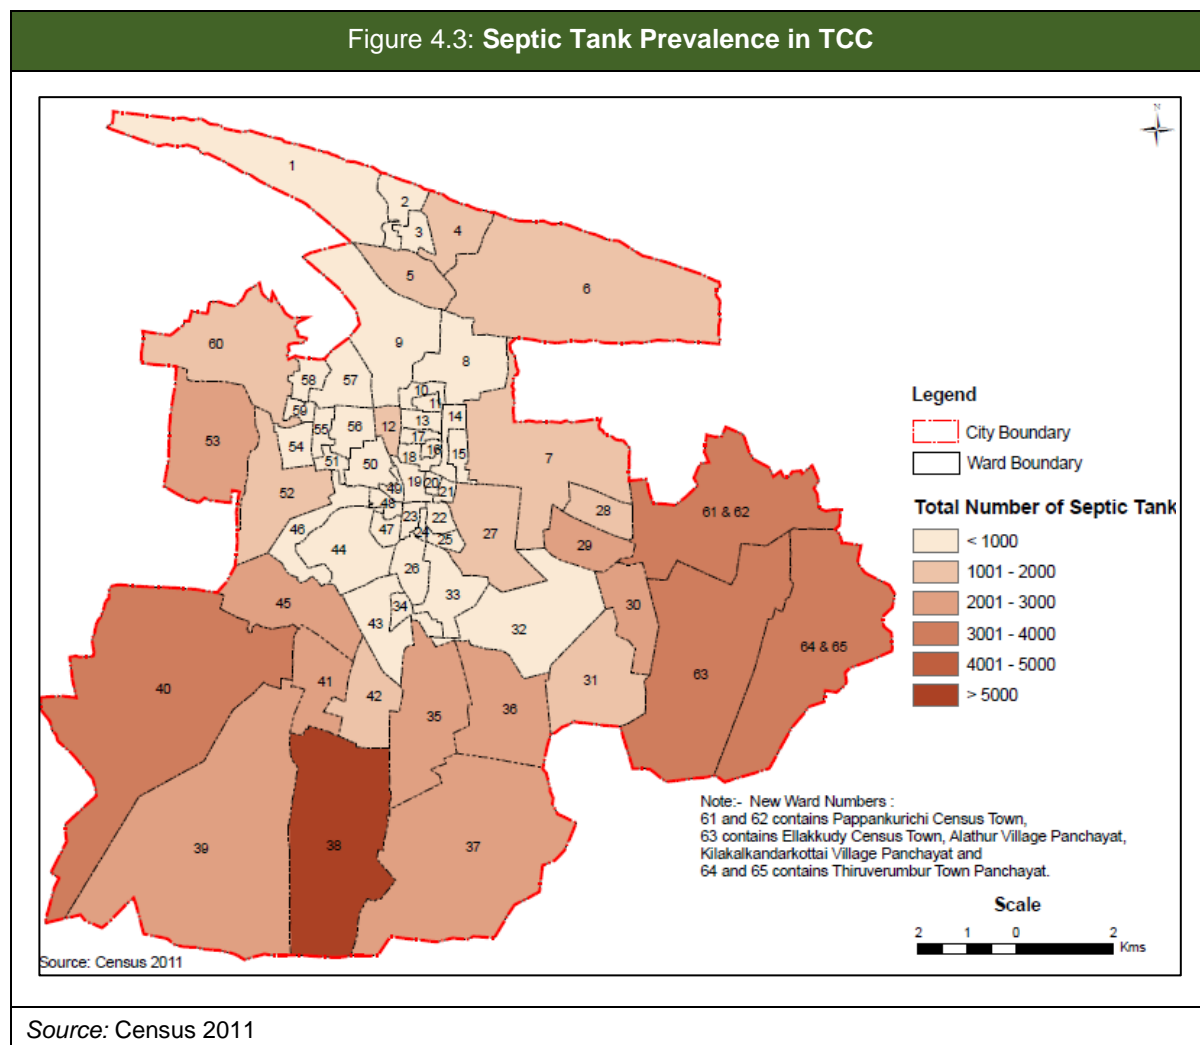 Figure 4.3: Septic Tank Prevalence in TCC
N
1
2
3
4
5
6
60
9
8
58
57
10
11
59
53
55
56
12
13
14
54
17
16
15
7
51
50
18
52
49
19
20
21
28
61 & 62
48
46
47
23
22
27
24
25
29
44
26
45
34
33
30
43
32
64 & 65
40
41
42
31
63
35
36
39
38
37
Legend
City Boundary
Ward Boundary
Total Number of Septic Tank
< 1000
1001 - 2000
2001 - 3000
3001 - 4000
4001 - 5000
> 5000
Note:- New Ward Numbers :
61 and 62 contains Pappankurichi Census Town,
63 contains Ellakkudy Census Town, Alathur Village Panchayat,
Kilakalkandarkottai Village Panchayat and
64 and 65 contains Thiruverumbur Town Panchayat.
Scale
2 1 0 2
Kms
Source: Census 2011
Source: Census 2011